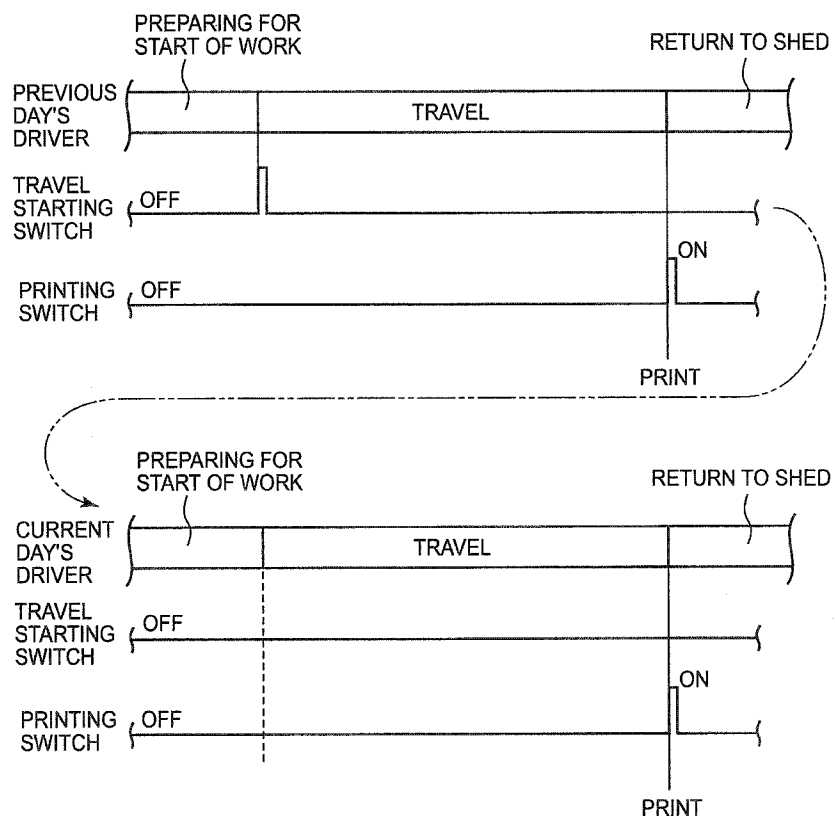 PREPARING FOR
START OF WORK
RETURN TO SHED
PREVIOUS
DAY'S
DRIVER
TRAVEL
TRAVEL
STARTING
SWITCH
OFF
PRINTING
SWITCH
OFF
ON
PRINT
PREPARING FOR
START OF WORK
RETURN TO SHED
CURRENT
DAY'S
DRIVER
TRAVEL
TRAVEL
STARTING
SWITCH
OFF
PRINTING
SWITCH
OFF
ON
PRINT